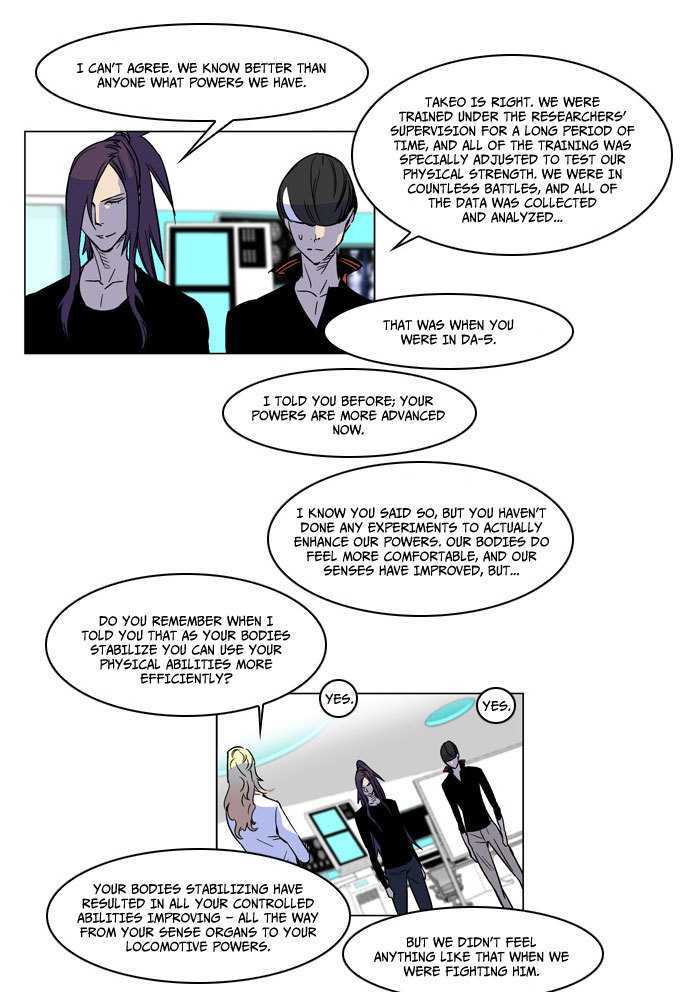 I CAN'T AGREE. WE KNOW BETTER THAN
ANYONE WHAT POWERS WE HAVE.
TAKEO IS RIGHT. WE WERE
TRAINED UNDER THE RESEARCHERS'
SUPERVISION FOR A LONG PERIOD OF
TIME, AND ALL OF THE TRAINING WAS
SPECIALLY ADJUSTED TO TEST OUR
PHYSICAL STRENGTH. WE WERE IN
COUNTLESS BATTLES, AND ALL OF
THE DATA WAS COLLECTED
AND ANALYZED...
THAT WAS WHEN YOU
WERE IN DA-5.
I TOLD YOU BEFORE; YOUR
POWERS ARE MORE ADVANCED
NOW.
I KNOW YOU SAID SO, BUT YOU HAVEN'T
DONE ANY EXPERIMENTS TO ACTUALLY
ENHANCE OUR POWERS. OUR BODIES DO
FEEL MORE COMFORTABLE, AND OUR
SENSES HAVE IMPROVED, BUT...
DO YOU REMEMBER WHEN I
TOLD YOU THAT AS YOUR BODIES
STABILIZE YOU CAN USE YOUR
PHYSICAL ABILITIES MORE
EFFICIENTLY?
YES.
YES.
YOUR BODIES STABILIZING HAVE
RESULTED IN ALL YOUR CONTROLLED
ABILITIES IMPROVING – ALL THE WAY
FROM YOUR SENSE ORGANS TO YOUR
LOCOMOTIVE POWERS.
BUT WE DIDN'T FEEL
ANYTHING LIKE THAT WHEN WE
WERE FIGHTING HIM.